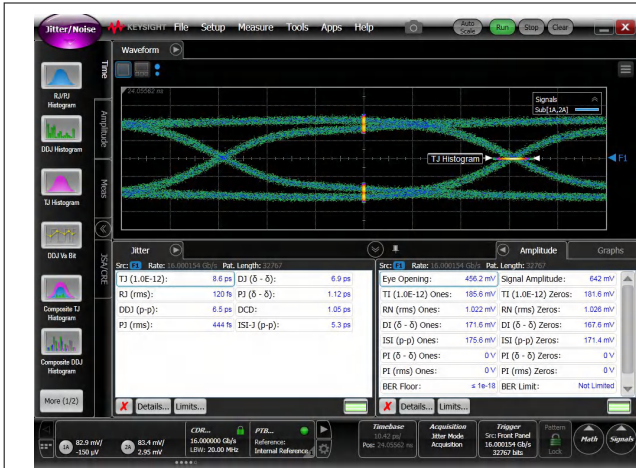 Jitter/Noise
KEYSIGHT File Setup Measure Tools Apps Help
Auto Scale
Run Stop Clear
Waveform
24.05562 ns
Signals
Sub[1A,2A]
TJ Histogram
F1
RJ/PJ
Histogram
DDJ Histogram
TJ Histogram
DDJ Vs Bit
Composite TJ
Histogram
Composite DDJ
Histogram
More (1/2)
Time
Amplitude
Meas
JSA/CRE
Jitter
Src: F1 Rate: 16.000154 Gb/s Pat. Length: 32767
TJ (1.0E-12): 8.6 ps DJ (δ - δ): 6.9 ps
RJ (rms): 120 fs PJ (δ - δ): 1.12 ps
DDJ (p-p): 6.5 ps DCD: 1.05 ps
PJ (rms): 444 fs ISI-J (p-p): 5.3 ps
Details... Limits...
Amplitude Graphs
Src: F1 Rate: 16.000154 Gb/s Pat. Length: 32767
Eye Opening: 456.2 mV Signal Amplitude: 642 mV
TI (1.0E-12) Ones: 185.6 mV TI (1.0E-12) Zeros: 181.6 mV
RN (rms) Ones: 1.022 mV RN (rms) Zeros: 1.026 mV
DI (δ - δ) Ones: 171.6 mV DI (δ - δ) Zeros: 167.6 mV
ISI (p-p) Ones: 175.6 mV ISI (p-p) Zeros: 171.4 mV
PI (δ - δ) Ones: 0 V PI (δ - δ) Zeros: 0 V
PI (rms) Ones: 0 V PI (rms) Zeros: 0 V
BER Floor: ≤ 1e-18 BER Limit: Not Limited
Details... Limits...
1A 82.9 mV/
-150 µV
2A 83.4 mV/
2.95 mV
CDR...
16.00000 Gb/s
LBW: 20.00 MHz
PTB...
Reference:
Internal Reference
Timebase
10.42 ps/
Pos: 24.05562 ns
Acquisition
Jitter Mode
Acquisition
Trigger
Src: Front Panel
16.00154 Gb/s
32767 bits
Pattern
Lock
Math
Signals